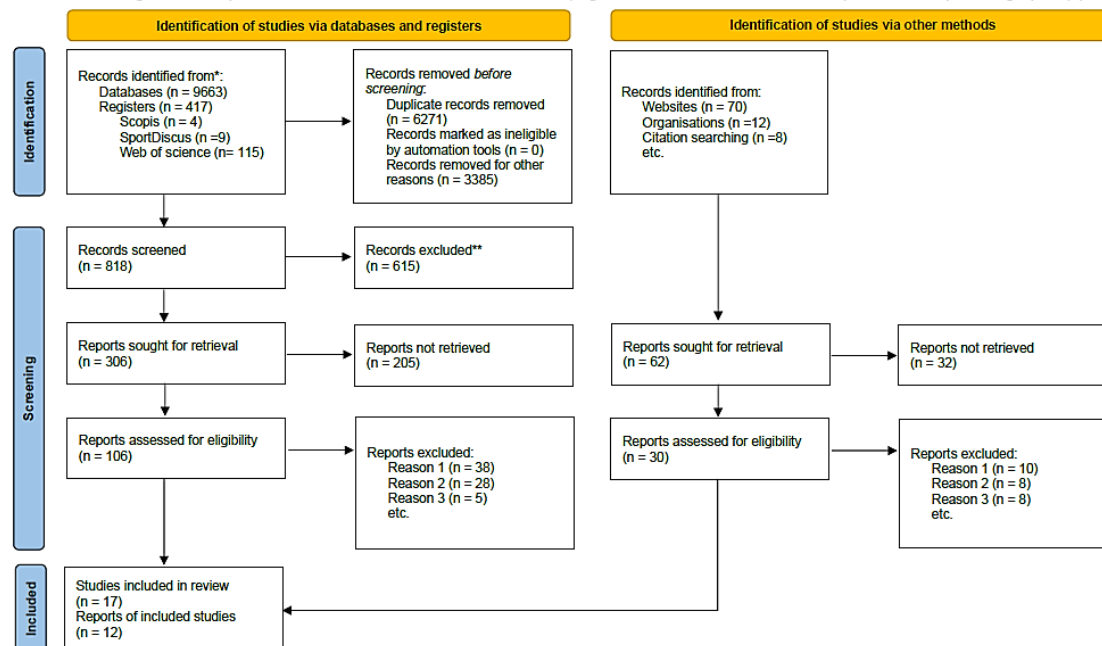 Identification of studies via databases and registers
Identification of studies via other methods
Identification
Records identified from*:
Databases (n = 9663)
Registers (n = 417)
Scopis (n = 4)
SportDiscus (n =9)
Web of science (n= 115)
Records removed before
screening:
Duplicate records removed
(n = 6271)
Records marked as ineligible
by automation tools (n = 0)
Records removed for other
reasons (n = 3385)
Records identified from:
Websites (n = 70)
Organisations (n =12)
Citation searching (n =8)
etc.
Screening
Records screened
(n = 818)
Records excluded**
(n = 615)
Reports sought for retrieval
(n = 306)
Reports not retrieved
(n = 205)
Reports sought for retrieval
(n = 62)
Reports not retrieved
(n = 32)
Reports assessed for eligibility
(n = 106)
Reports excluded:
Reason 1 (n = 38)
Reason 2 (n = 28)
Reason 3 (n = 5)
etc.
Reports assessed for eligibility
(n = 30)
Reports excluded:
Reason 1 (n = 10)
Reason 2 (n = 8)
Reason 3 (n = 8)
etc.
Included
Studies included in review
(n = 17)
Reports of included studies
(n = 12)